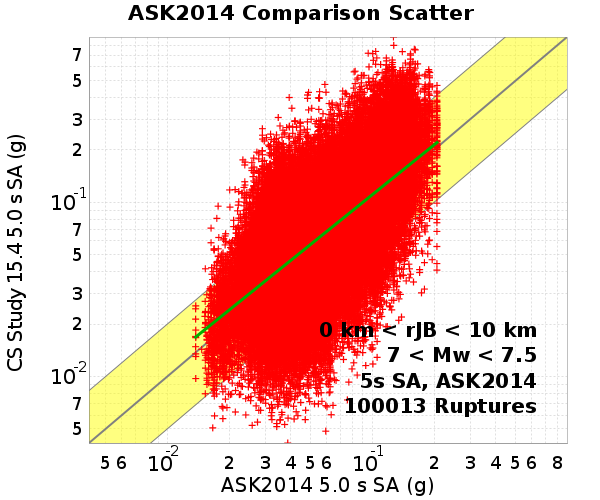 ASK2014 Comparison Scatter
CS Study 15.4 5.0 s SA (g)
7
5
3
2
10-1
7
5
3
2
10-2
7
5
0 km < rJB < 10 km
7 < Mw < 7.5
5s SA, ASK2014
100013 Ruptures
5 6 10-2 2 3 4 5 6 10-1 2 3 4 5 6 8
ASK2014 5.0 s SA (g)